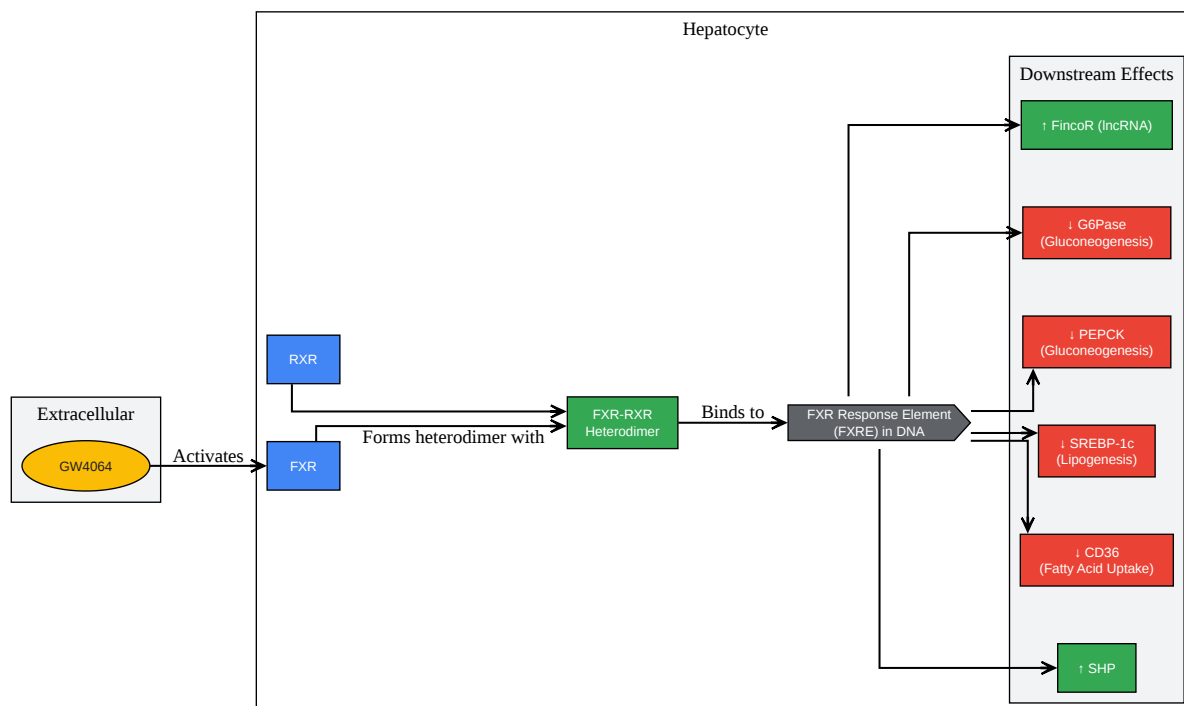 Hepatocyte
Downstream Effects
↑ FincoR (lncRNA)
↓ G6Pase
(Gluconeogenesis)
↓ PEPCK
(Gluconeogenesis)
RXR
FXR-RXR
Heterodimer
Binds to
FXR Response Element
(FXRE) in DNA
Extracellular
GW4064
Activates
FXR
Forms heterodimer with
↓ SREBP-1c
(Lipogenesis)
↓ CD36
(Fatty Acid Uptake)
↑ SHP